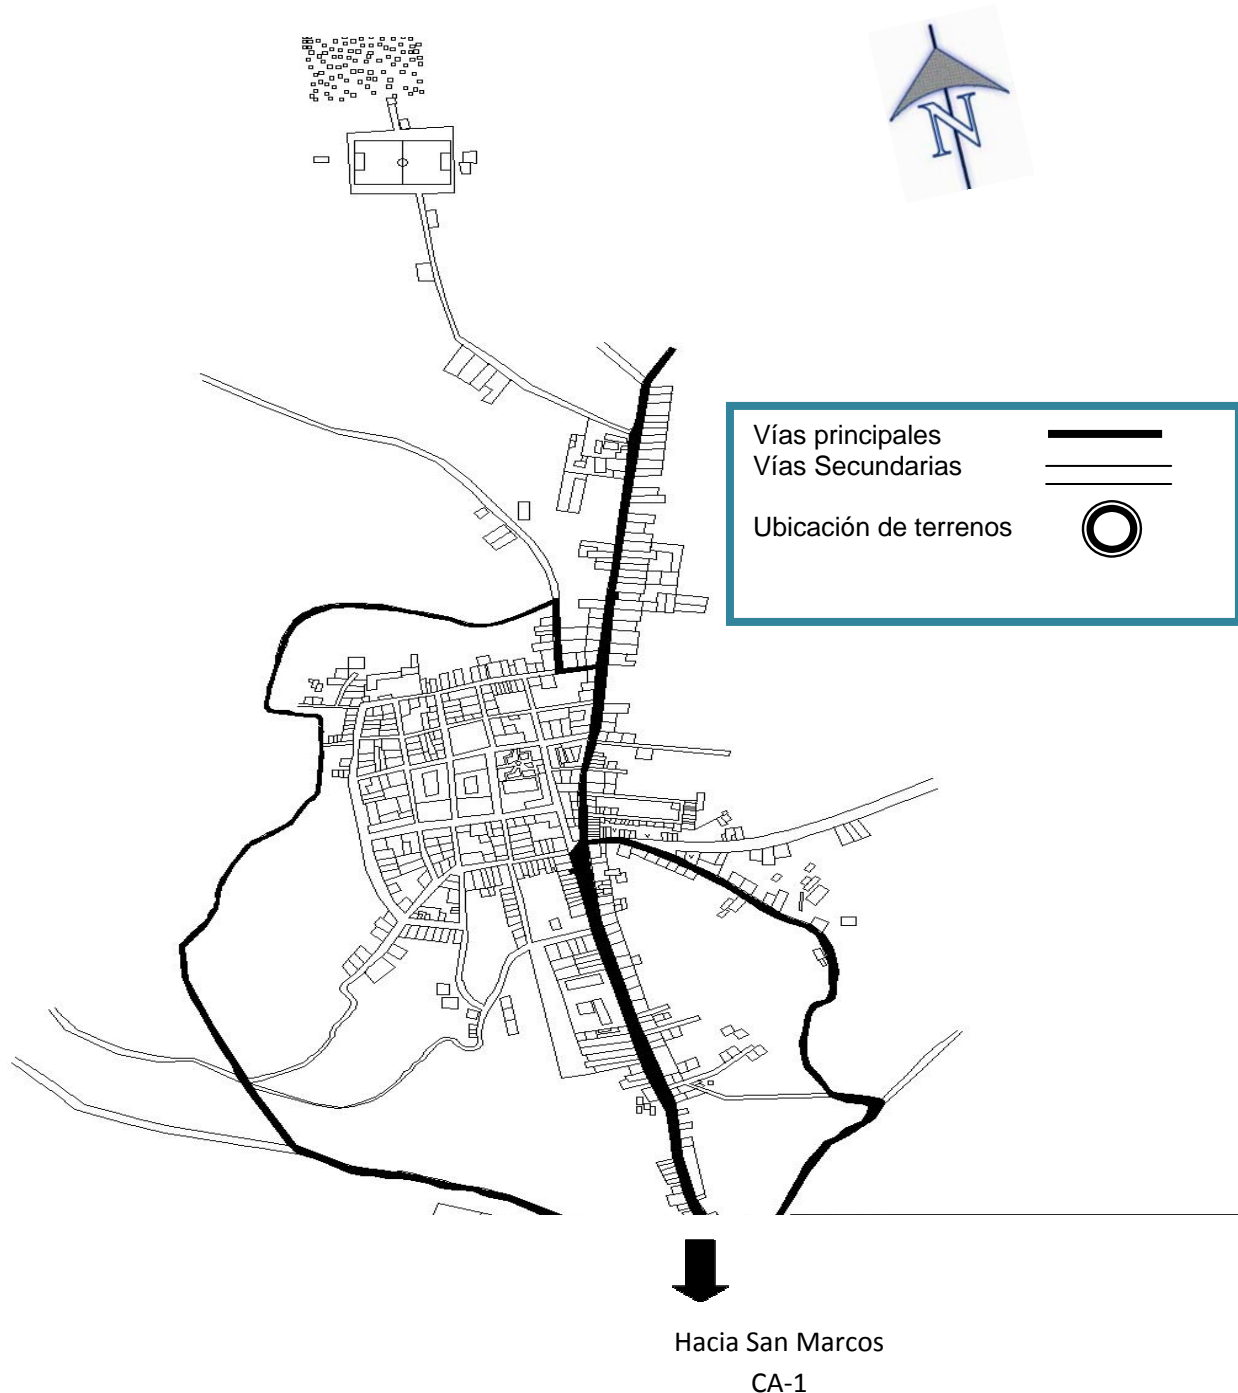 N
Vías principales
Vías Secundarias
Ubicación de terrenos
Hacia San Marcos
CA-1